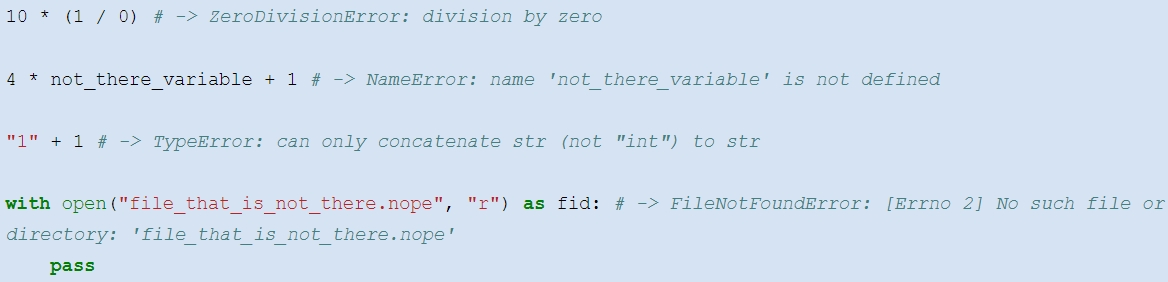 10 * (1 / 0) # -> ZeroDivisionError: division by zero
4 * not_there_variable + 1 # -> NameError: name 'not_there_variable' is not defined
"1" + 1 # -> TypeError: can only concatenate str (not "int") to str
with open("file_that_is_not_there.nope", "r") as fid: # -> FileNotFoundError: [Errno 2] No such file or
directory: 'file_that_is_not_there.nope'
    pass